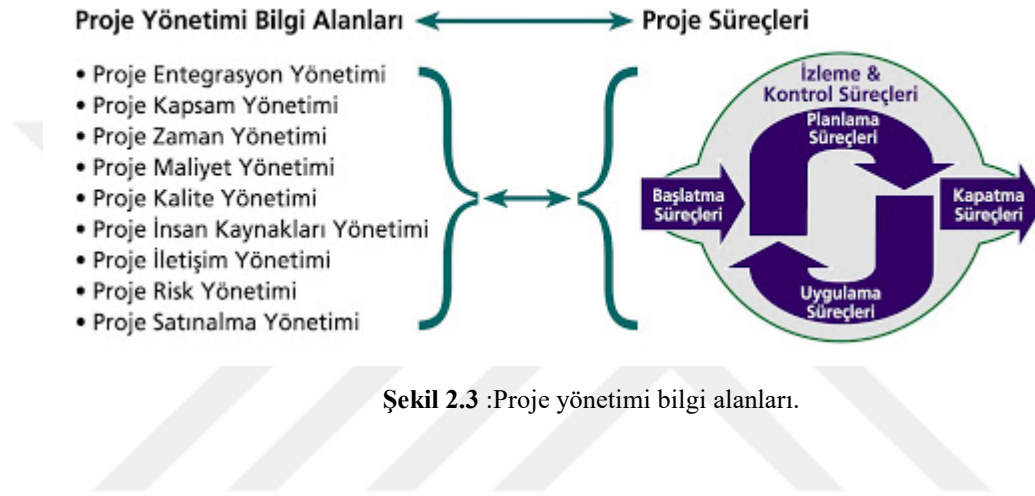 Proje Yönetimi Bilgi Alanları
Proje Süreçleri
• Proje Entegrasyon Yönetimi
• Proje Kapsam Yönetimi
• Proje Zaman Yönetimi
• Proje Maliyet Yönetimi
• Proje Kalite Yönetimi
• Proje İnsan Kaynakları Yönetimi
• Proje İletişim Yönetimi
• Proje Risk Yönetimi
• Proje Satınalma Yönetimi
İzleme &
Kontrol Süreçleri
Planlama
Süreçleri
Başlatma
Süreçleri
Kapatma
Süreçleri
Uygulama
Süreçleri
Şekil 2.3 :Proje yönetimi bilgi alanları.